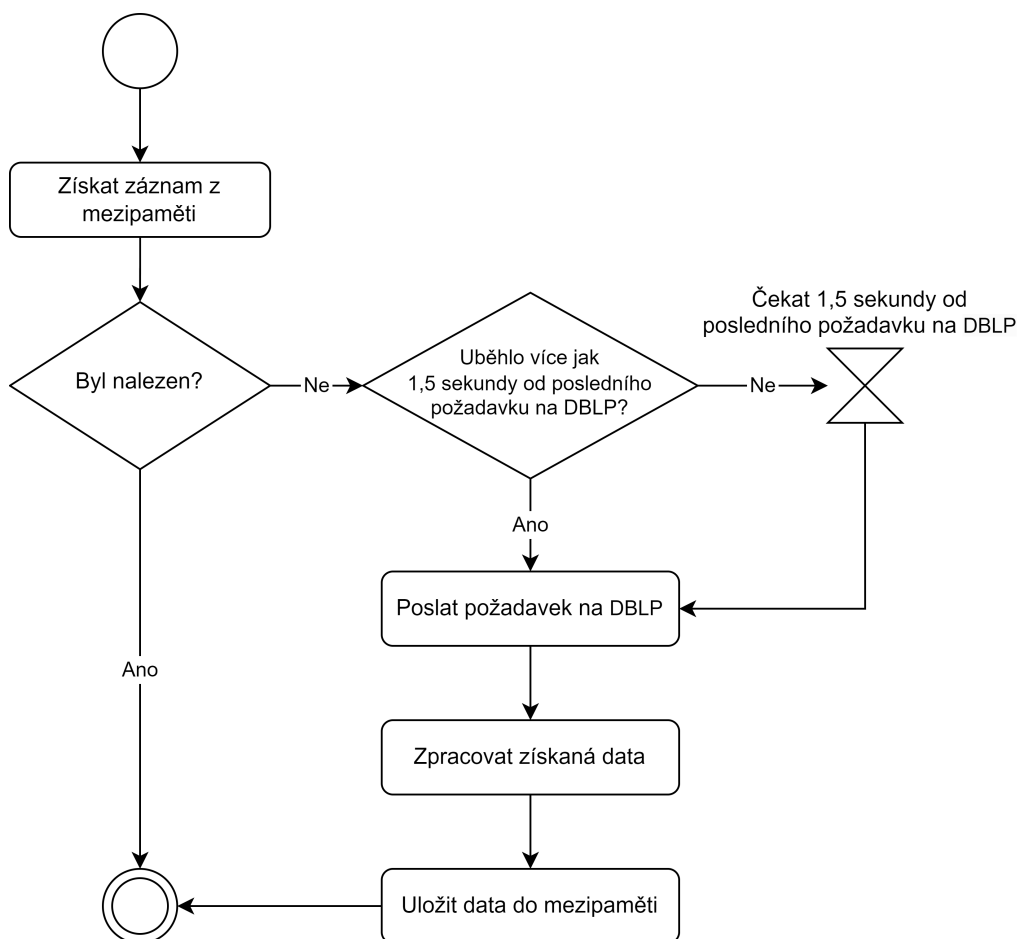 Získat záznam z
mezipaměti
Čekat 1,5 sekundy od
posledního požadavku na DBLP
Byl nalezen?
Ne
Uběhlo více jak
1,5 sekundy od posledního
požadavku na DBLP?
Ne
Ano
Poslat požadavek na DBLP
Ano
Zpracovat získaná data
Uložit data do mezipaměti